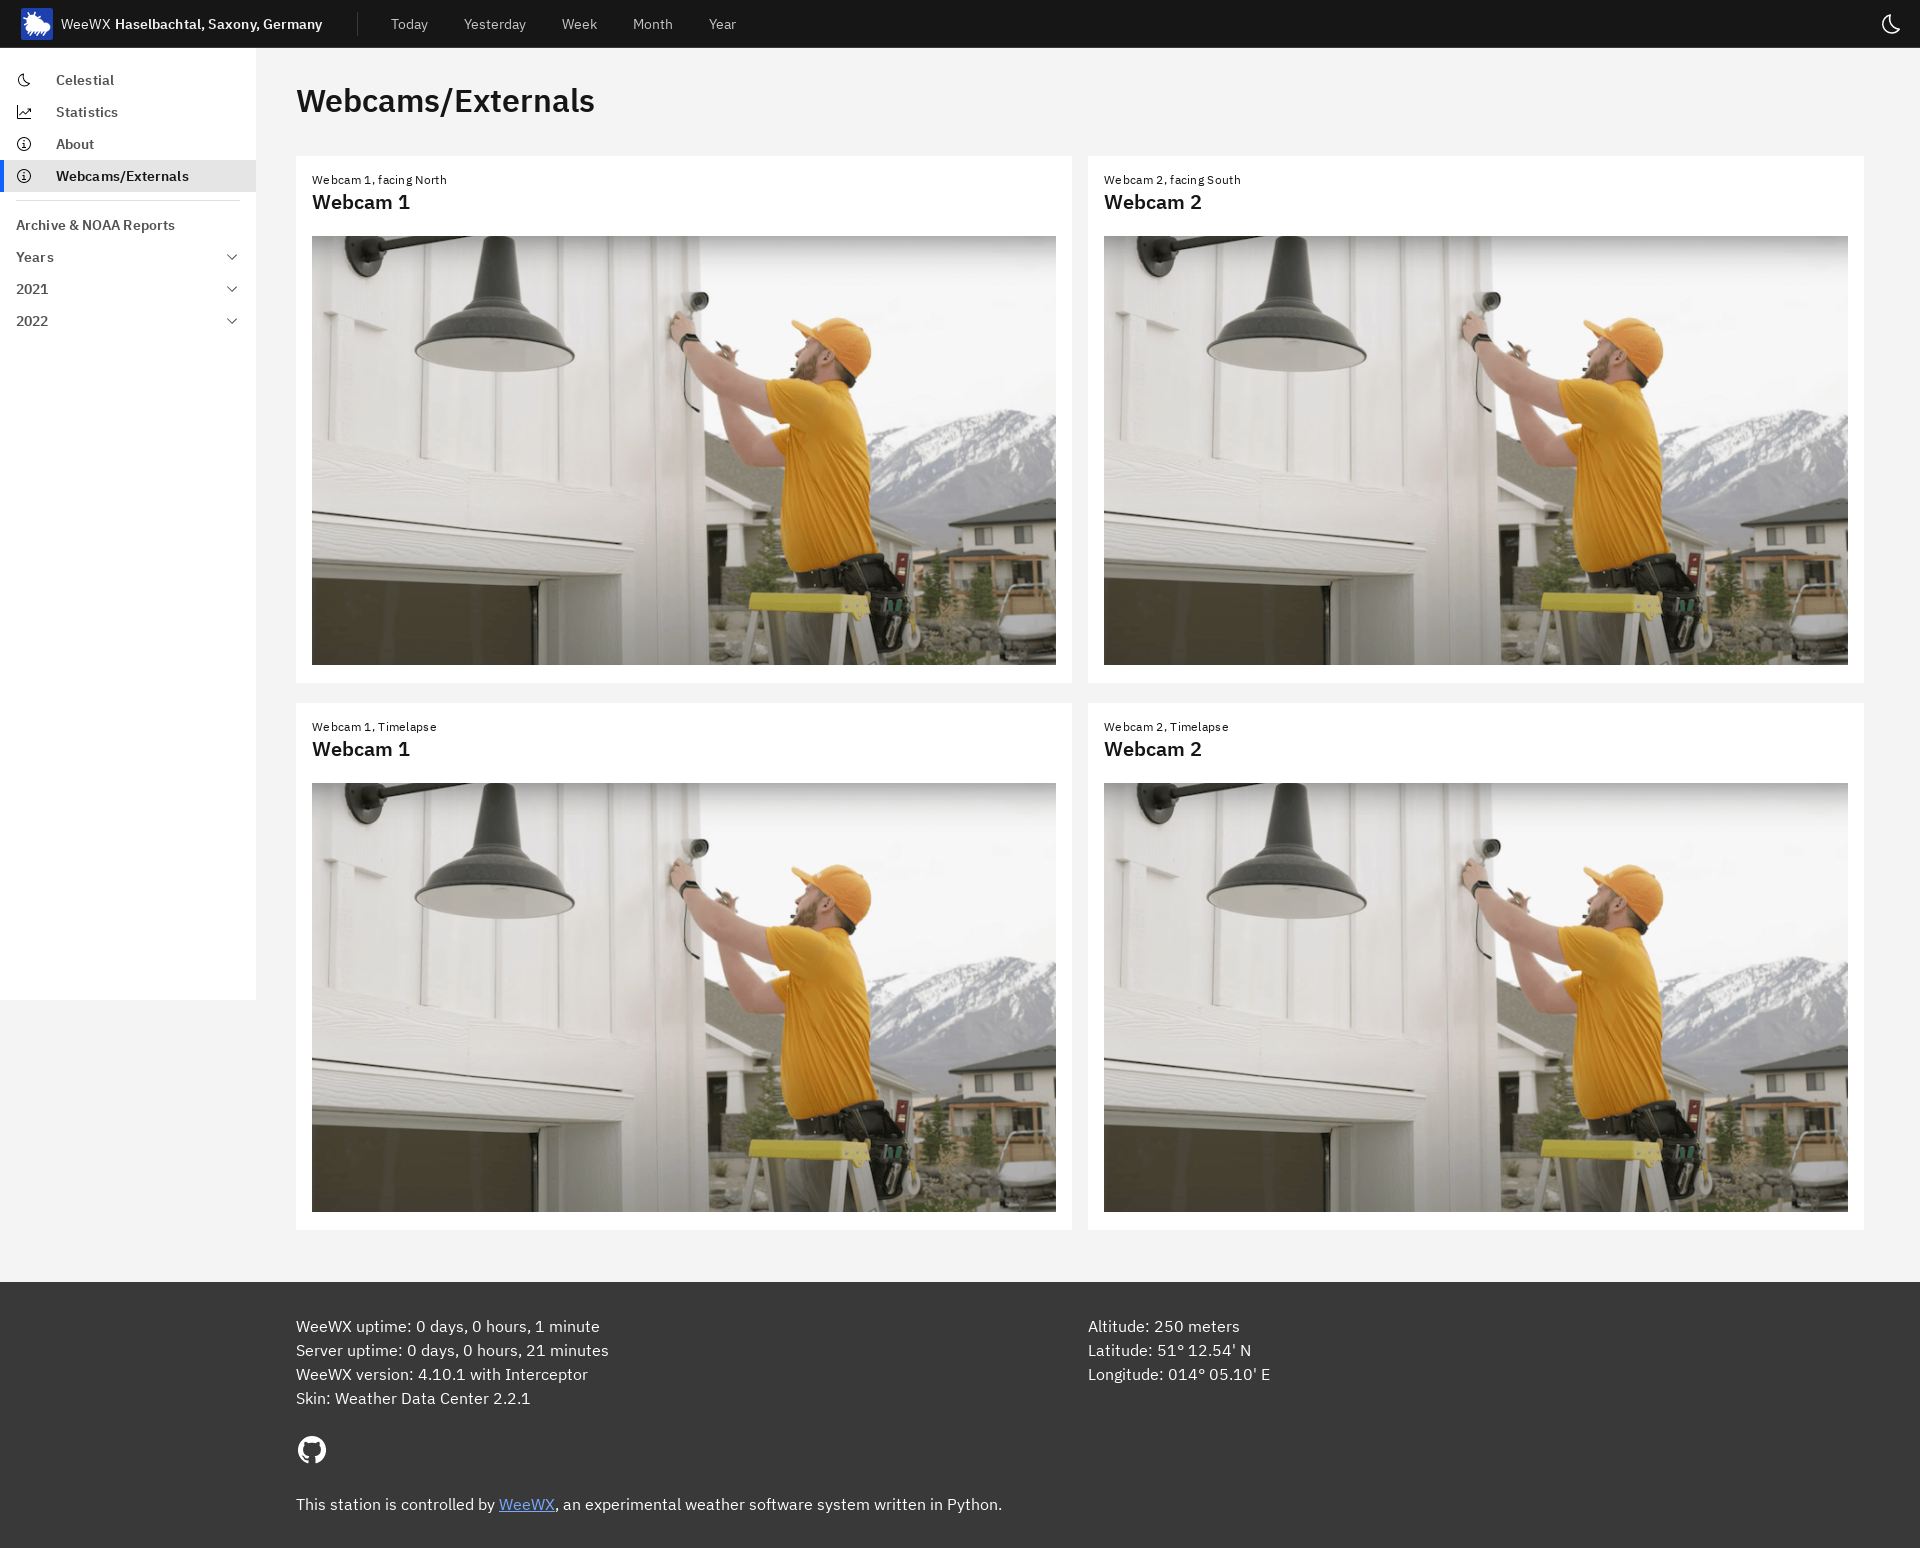 WeeWX Haselbachtal, Saxony, Germany
Today
Yesterday
Week
Month
Year
Celestial
Statistics
About
Webcams/Externals
Archive & NOAA Reports
Years
2021
2022
Webcams/Externals
Webcam 1, facing North
Webcam 1
Webcam 2, facing South
Webcam 2
Webcam 1, Timelapse
Webcam 1
Webcam 2, Timelapse
Webcam 2
WeeWX uptime: 0 days, 0 hours, 1 minute
Server uptime: 0 days, 0 hours, 21 minutes
WeeWX version: 4.10.1 with Interceptor
Skin: Weather Data Center 2.2.1
Altitude: 250 meters
Latitude: 51° 12.54' N
Longitude: 014° 05.10' E
This station is controlled by WeeWX, an experimental weather software system written in Python.